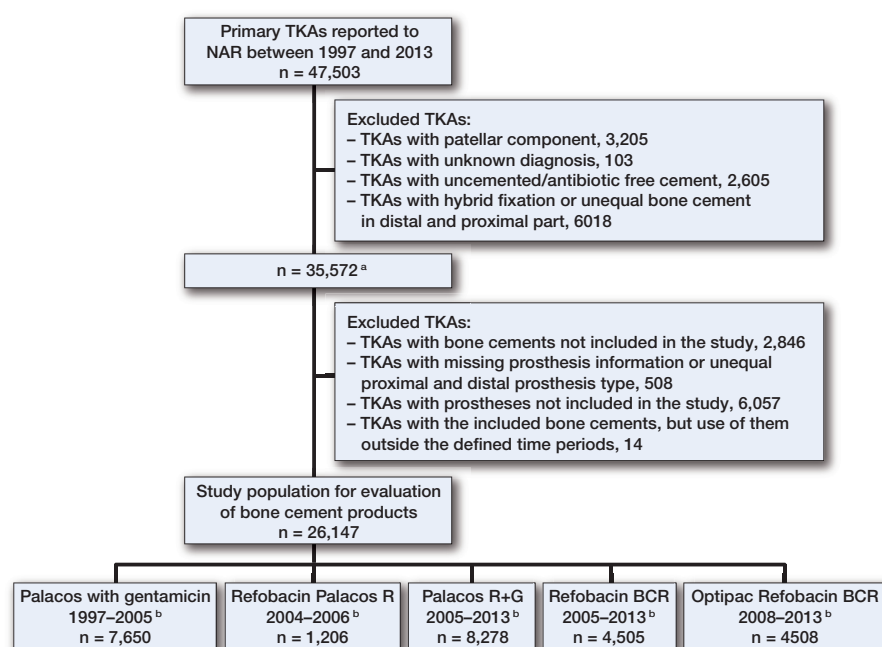 Primary TKAs reported to
NAR between 1997 and 2013
n = 47,503
Excluded TKAs:
– TKAs with patellar component, 3,205
– TKAs with unknown diagnosis, 103
– TKAs with uncemented/antibiotic free cement, 2,605
– TKAs with hybrid fixation or unequal bone cement
in distal and proximal part, 6018
n = 35,572 a
Excluded TKAs:
– TKAs with bone cements not included in the study, 2,846
– TKAs with missing prosthesis information or unequal
proximal and distal prosthesis type, 508
– TKAs with prostheses not included in the study, 6,057
– TKAs with the included bone cements, but use of them
outside the defined time periods, 14
Study population for evaluation
of bone cement products
n = 26,147
Palacos with gentamicin
1997–2005 b
n = 7,650
Refobacin Palacos R
2004–2006 b
n = 1,206
Palacos R+G
2005–2013 b
n = 8,278
Refobacin BCR
2005–2013 b
n = 4,505
Optipac Refobacin BCR
2008–2013 b
n = 4508